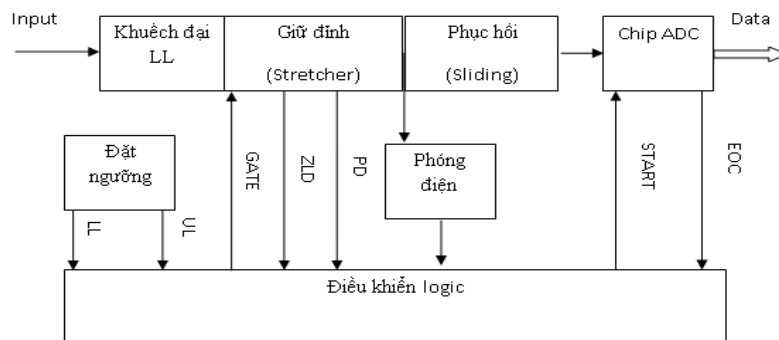 Input
Data
Khuếch đại
LL
Giữ đỉnh
(Stretcher)
Phục hồi
(Sliding)
Chip ADC
Đặt
ngưỡng
GATE
ZLD
PD
Phóng
điện
START
EOC
LL
UL
Điều khiển logic